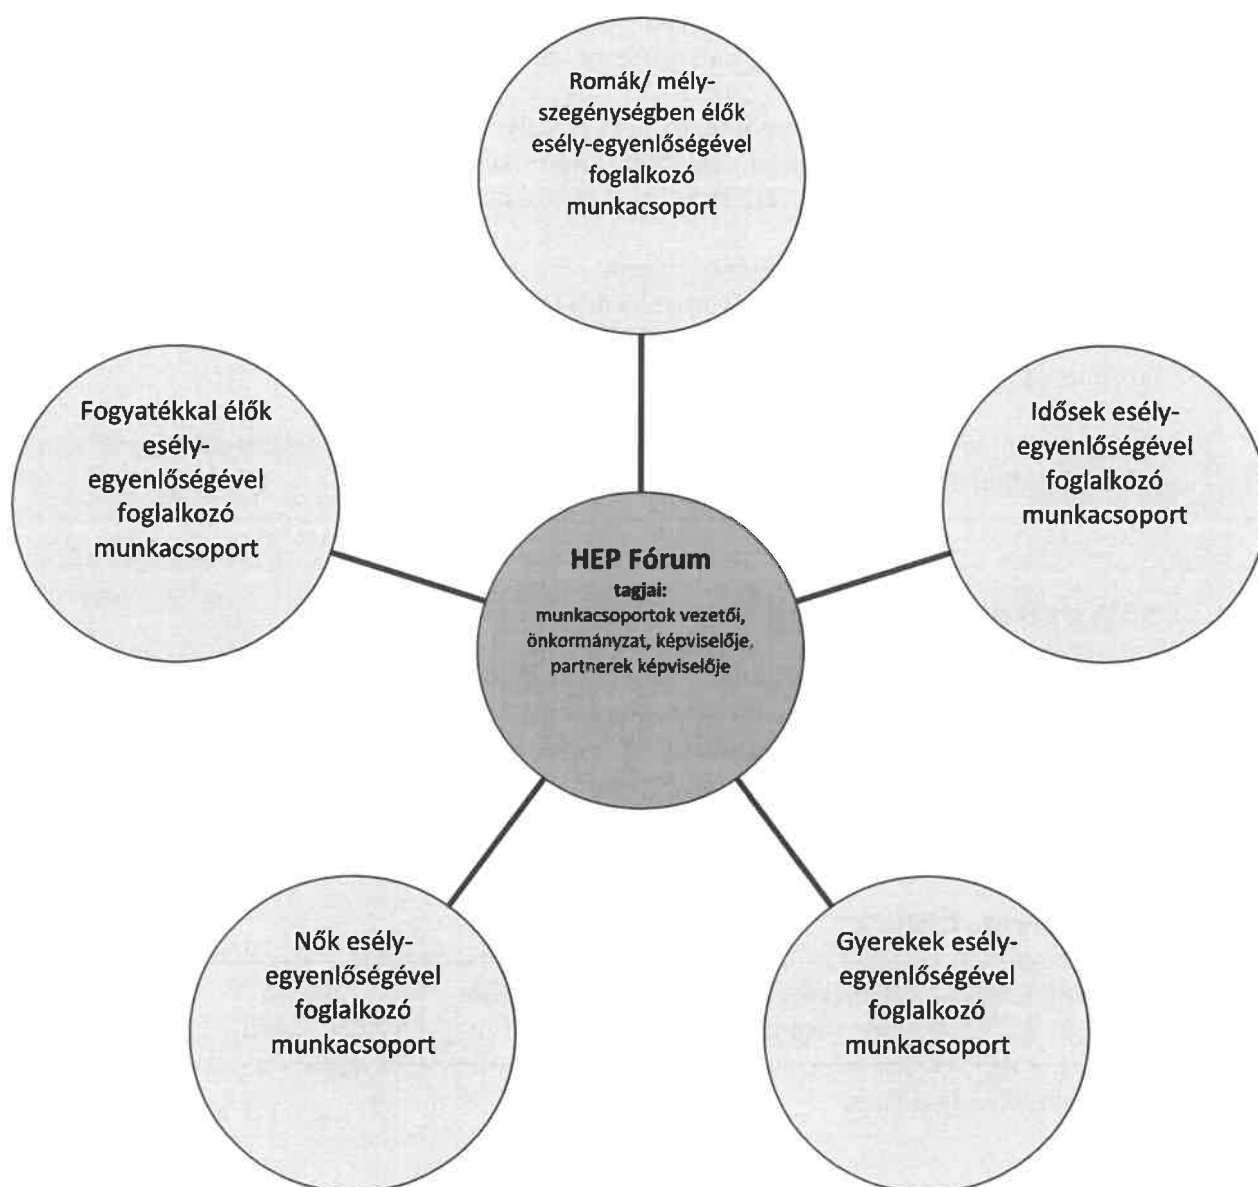 Romák/ mély-
szegénységben élők
esély-egyenlőségével
foglalkozó
munkacsoport
Fogyatékkal élők
esély-
egyenlőségével
foglalkozó
munkacsoport
Idősek esély-
egyenlőségével
foglalkozó
munkacsoport
HEP Fórum
tagjai:
munkacsoportok vezetői,
önkormányzat, képviselője,
partnerek képviselője
Nők esély-
egyenlőségével
foglalkozó
munkacsoport
Gyerekek esély-
egyenlőségével
foglalkozó
munkacsoport